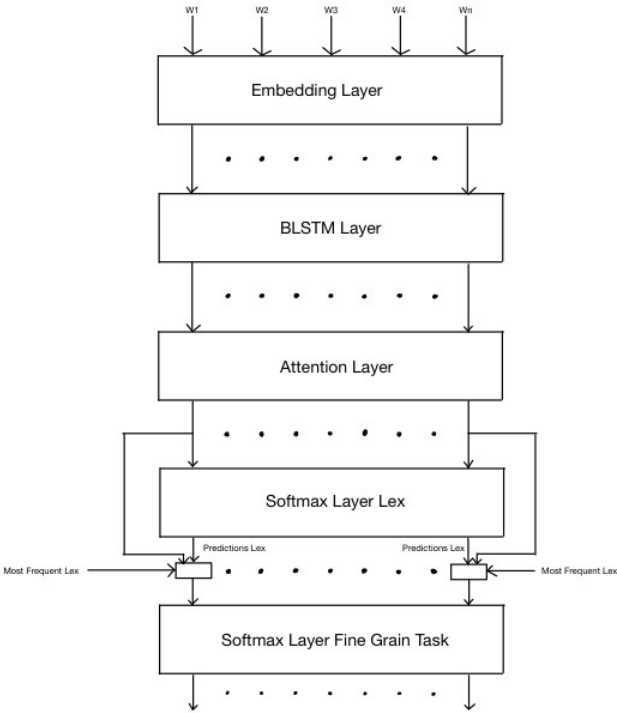 W1 W2 W3 W4 Wn
Embedding Layer
BLSTM Layer
Attention Layer
Softmax Layer Lex
Predictions Lex Predictions Lex
Most Frequent Lex Most Frequent Lex
Softmax Layer Fine Grain Task